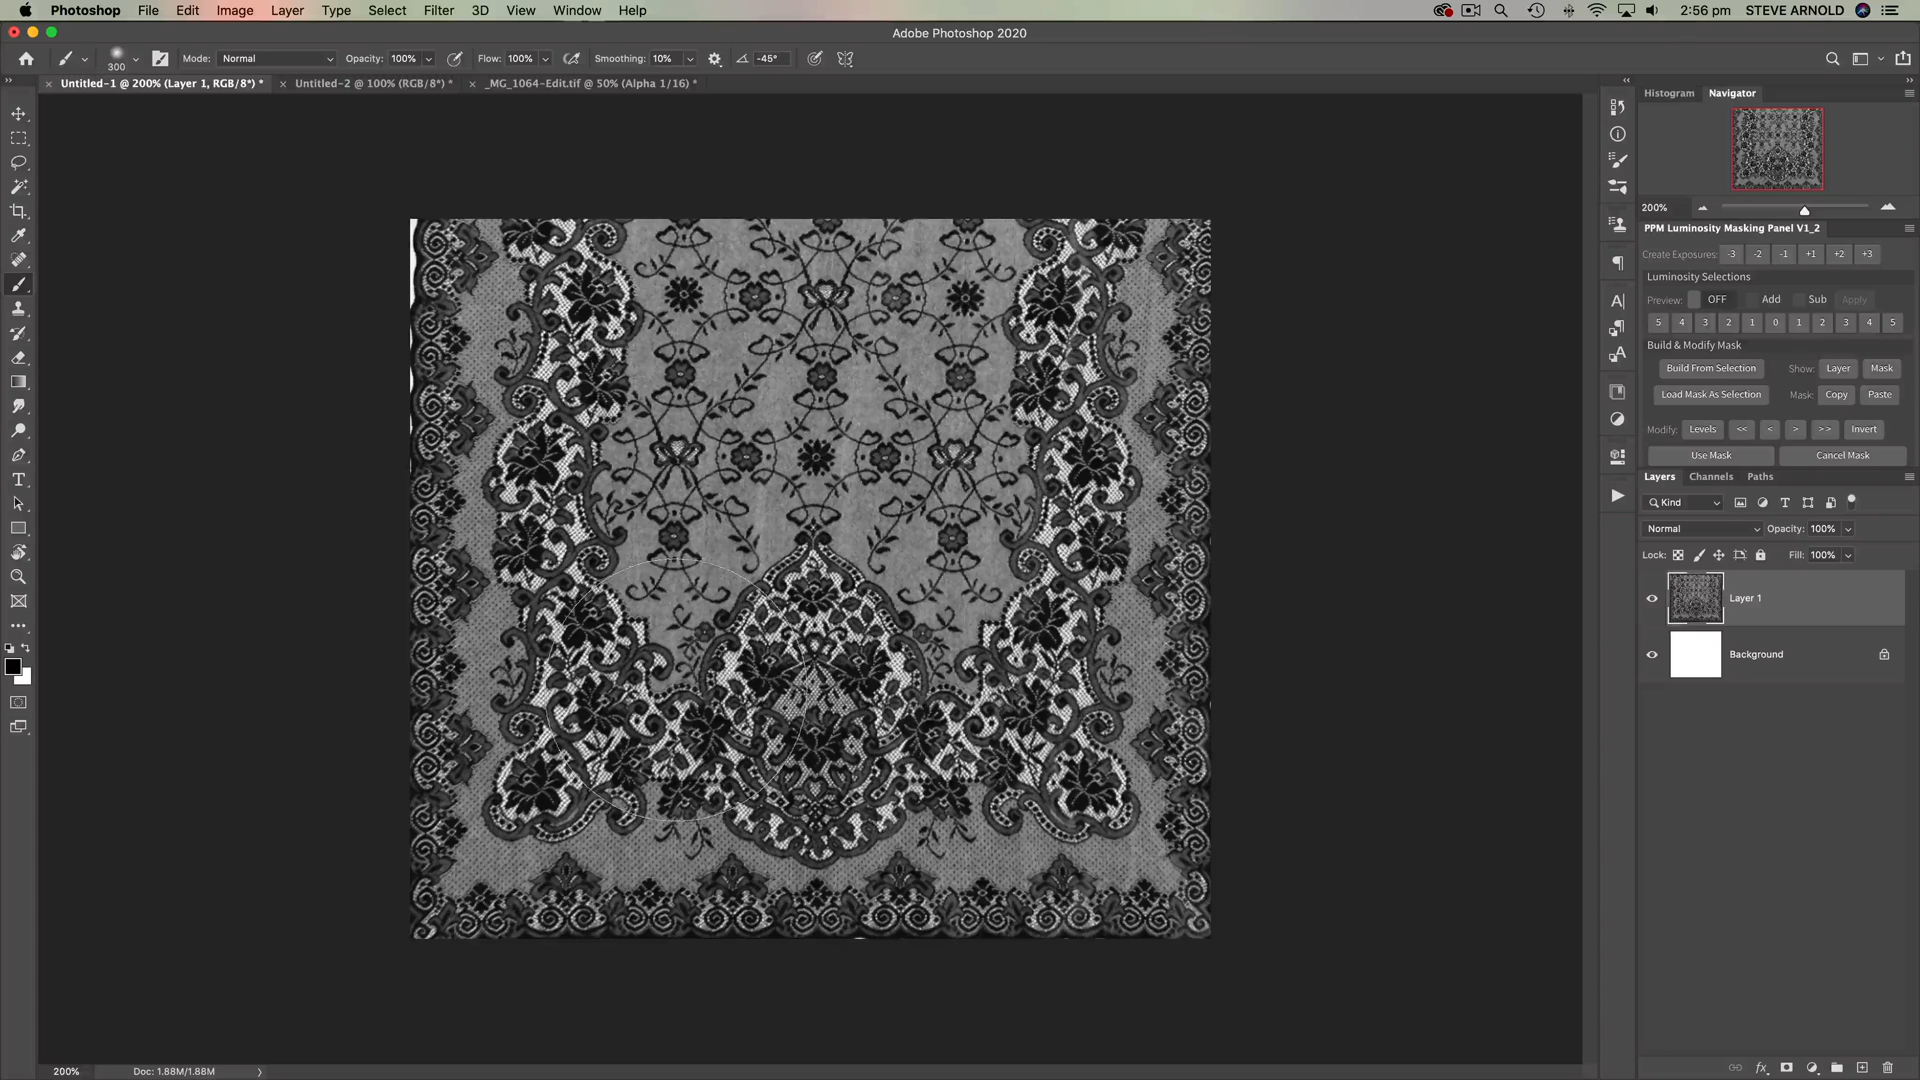 Photoshop File Edit Image Layer Type Select Filter 3D View Window Help 2:56 pm STEVE ARNOLD
Adobe Photoshop 2020
300 Mode: Normal Opacity: 100% Flow: 100% Smoothing: 10% -45°
Untitled-1 @ 200% (Layer 1, RGB/8*) * Untitled-2 @ 100% (RGB/8*) * _MG_1064-Edit.tif @ 50% (Alpha 1/16) *
Histogram Navigator
200%
PPM Luminosity Masking Panel V1_2
Create Exposures: -3 -2 -1 +1 +2 +3
Luminosity Selections
Preview: OFF Add Sub Apply
5 4 3 2 1 0 1 2 3 4 5
Build & Modify Mask
Build From Selection Show: Layer Mask
Load Mask As Selection Mask: Copy Paste
Modify: Levels << < > >> Invert
Use Mask Cancel Mask
Layers Channels Paths
Kind
Normal Opacity: 100%
Lock: Fill: 100%
Layer 1
Background
200% Doc: 1.88M/1.88M